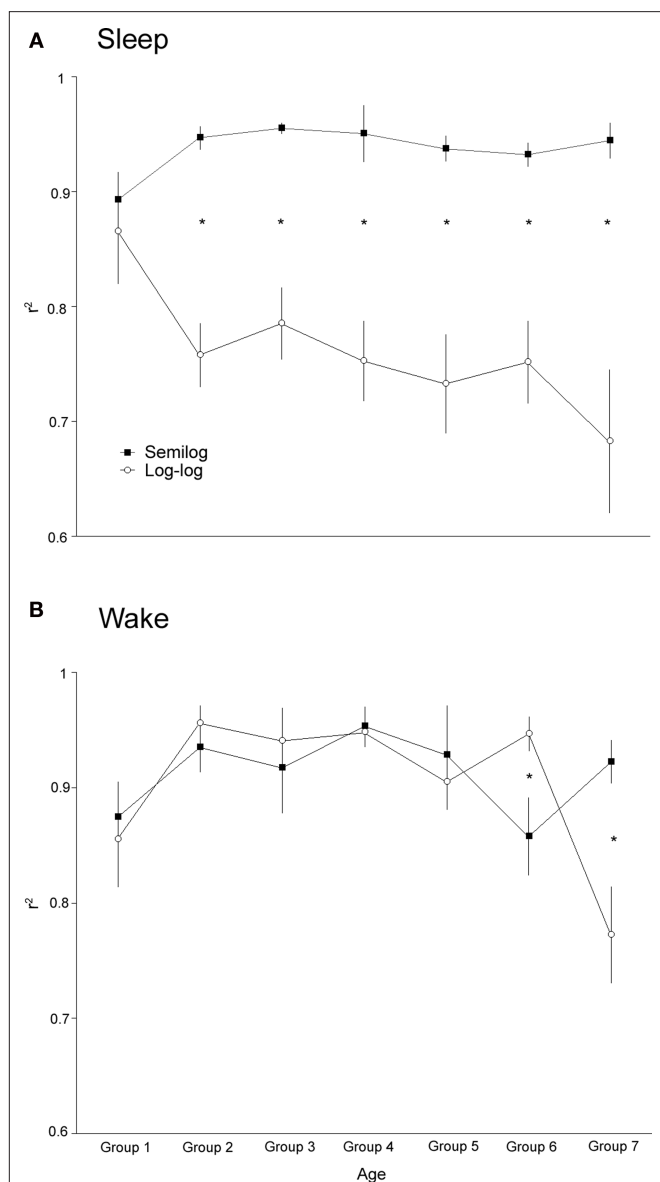 A Sleep
1
0.9
* * * * * *
0.8
r²
0.7
Semilog
Log-log
0.6
B Wake
1
0.9
*
*
0.8
r²
0.7
0.6
Group 1 Group 2 Group 3 Group 4 Group 5 Group 6 Group 7
Age